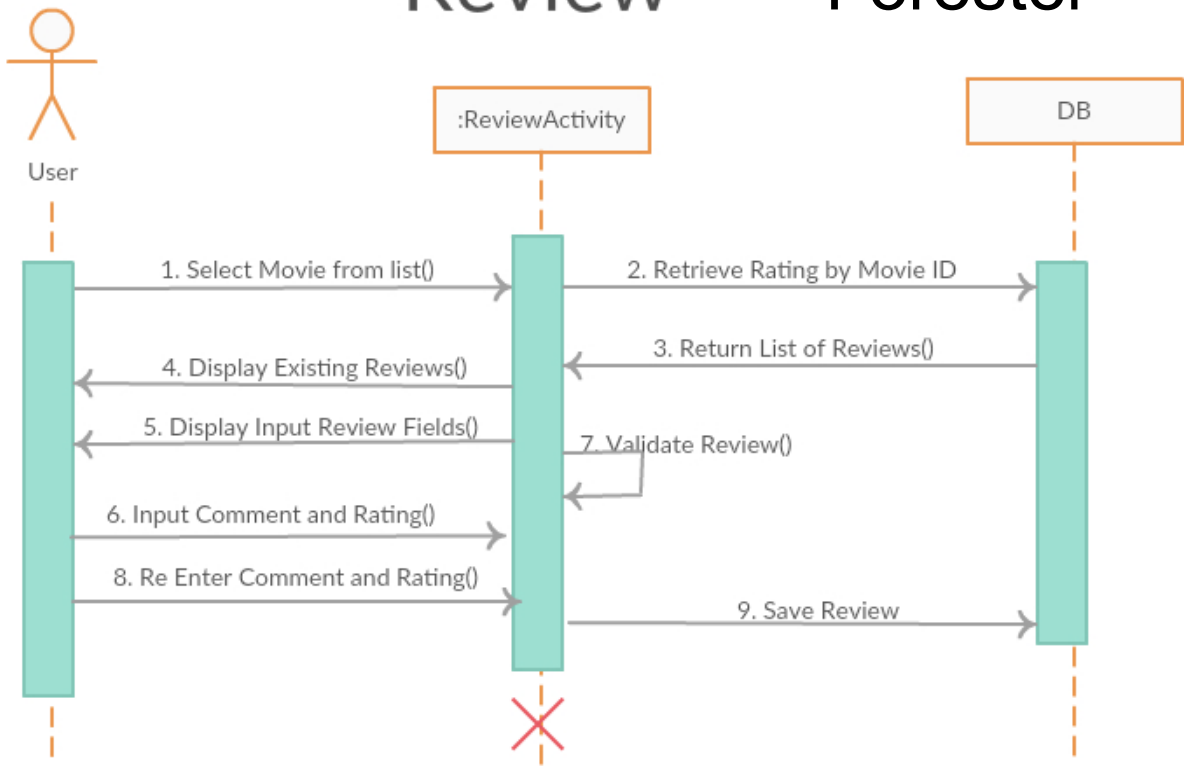 Review Forestor
:ReviewActivity
DB
User
1. Select Movie from list()
2. Retrieve Rating by Movie ID
3. Return List of Reviews()
4. Display Existing Reviews()
5. Display Input Review Fields()
7. Validate Review()
6. Input Comment and Rating()
8. Re Enter Comment and Rating()
9. Save Review